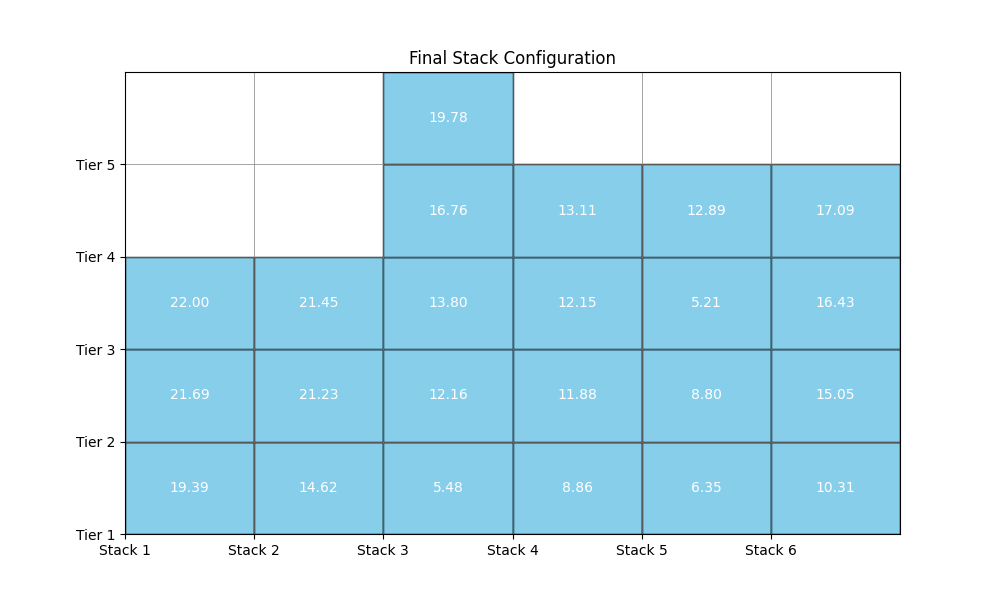 Final Stack Configuration
19.78
Tier 5
16.76 13.11 12.89 17.09
Tier 4
22.00 21.45 13.80 12.15 5.21 16.43
Tier 3
21.69 21.23 12.16 11.88 8.80 15.05
Tier 2
19.39 14.62 5.48 8.86 6.35 10.31
Tier 1
Stack 1 Stack 2 Stack 3 Stack 4 Stack 5 Stack 6